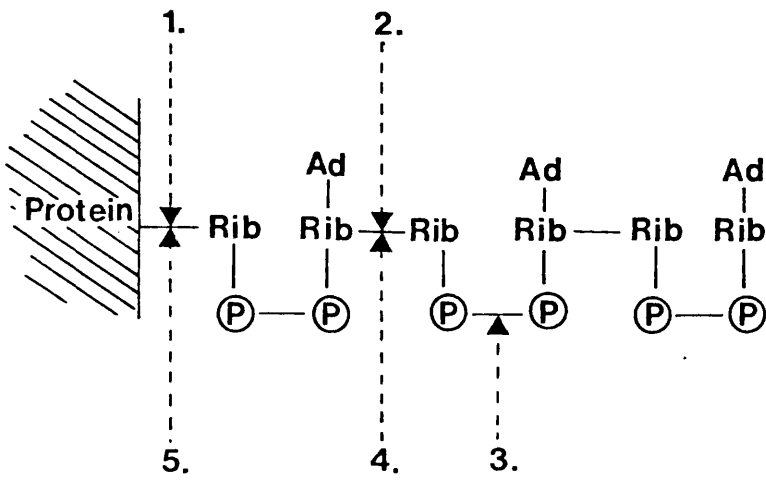 1. 2.
Ad Ad Ad
Protein Rib Rib Rib Rib Rib Rib
P P P P P P
5. 4. 3.